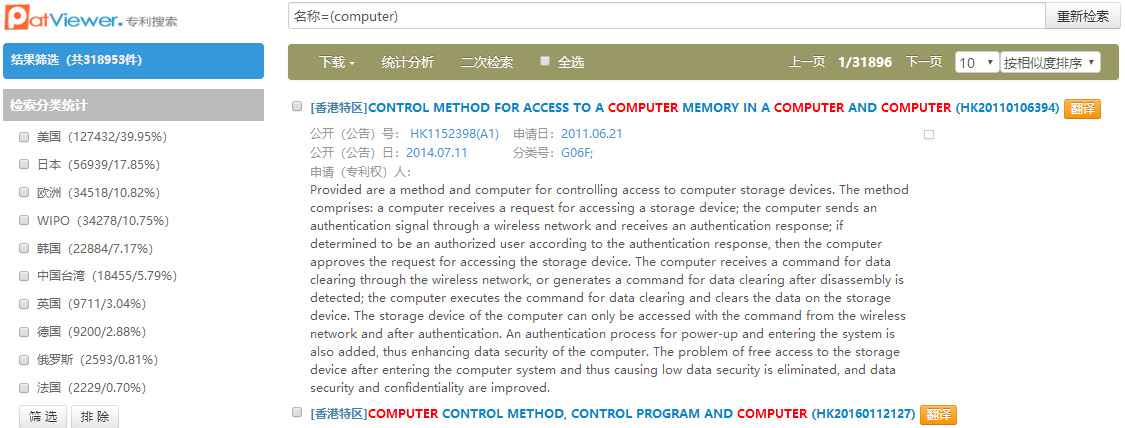 PatViewer. 专利搜索
名称=(computer)
重新检索
结果筛选（共318953件）
下载 统计分析 二次检索 全选 上一页 1/31896 下一页 10 按相似度排序
检索分类统计
美国（127432/39.95%）
日本（56939/17.85%）
欧洲（34518/10.82%）
WIPO（34278/10.75%）
韩国（22884/7.17%）
中国台湾（18455/5.79%）
英国（9711/3.04%）
德国（9200/2.88%）
俄罗斯（2593/0.81%）
法国（2229/0.70%）
筛 选 排 除
[香港特区]CONTROL METHOD FOR ACCESS TO A COMPUTER MEMORY IN A COMPUTER AND COMPUTER (HK20110106394) 翻译
公开（公告）号： HK1152398(A1) 申请日：2011.06.21
公开（公告）日：2014.07.11 分类号：G06F;
申请（专利权）人：
Provided are a method and computer for controlling access to computer storage devices. The method
comprises: a computer receives a request for accessing a storage device; the computer sends an
authentication signal through a wireless network and receives an authentication response; if
determined to be an authorized user according to the authentication response, then the computer
approves the request for accessing the storage device. The computer receives a command for data
clearing through the wireless network, or generates a command for data clearing after disassembly is
detected; the computer executes the command for data clearing and clears the data on the storage
device. The storage device of the computer can only be accessed with the command from the wireless
network and after authentication. An authentication process for power-up and entering the system is
also added, thus enhancing data security of the computer. The problem of free access to the storage
device after entering the computer system and thus causing low data security is eliminated, and data
security and confidentiality are improved.
[香港特区]COMPUTER CONTROL METHOD, CONTROL PROGRAM AND COMPUTER (HK20160112127) 翻译